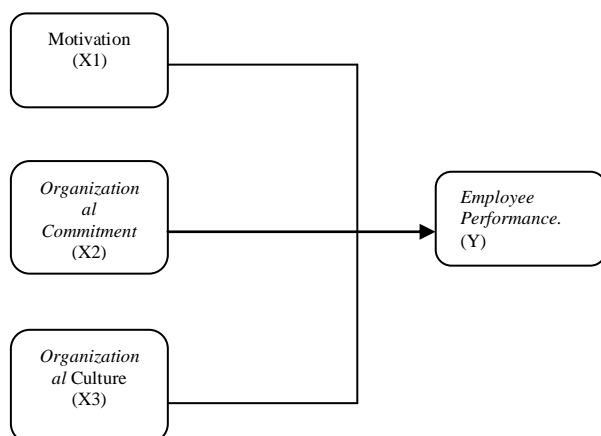 Motivation
(X1)
Organization
al
Commitment
(X2)
Employee
Performance.
(Y)
Organization
al Culture
(X3)